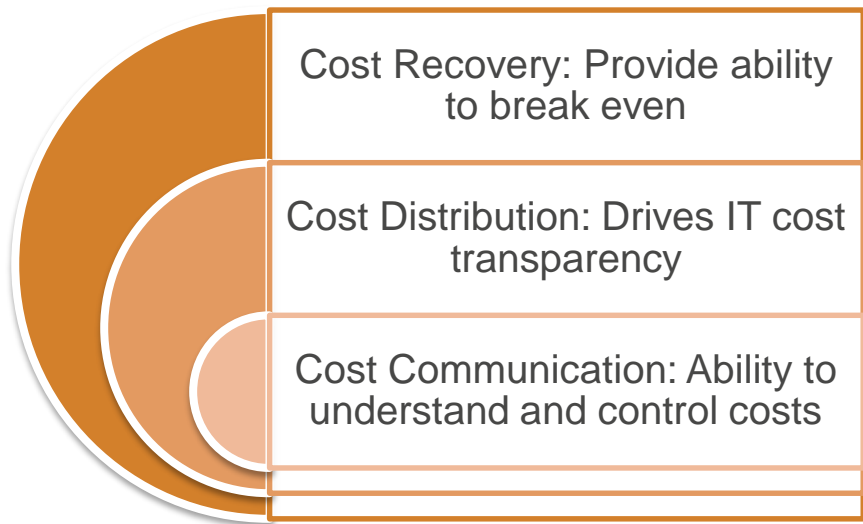 Cost Recovery: Provide ability
to break even
Cost Distribution: Drives IT cost
transparency
Cost Communication: Ability to
understand and control costs